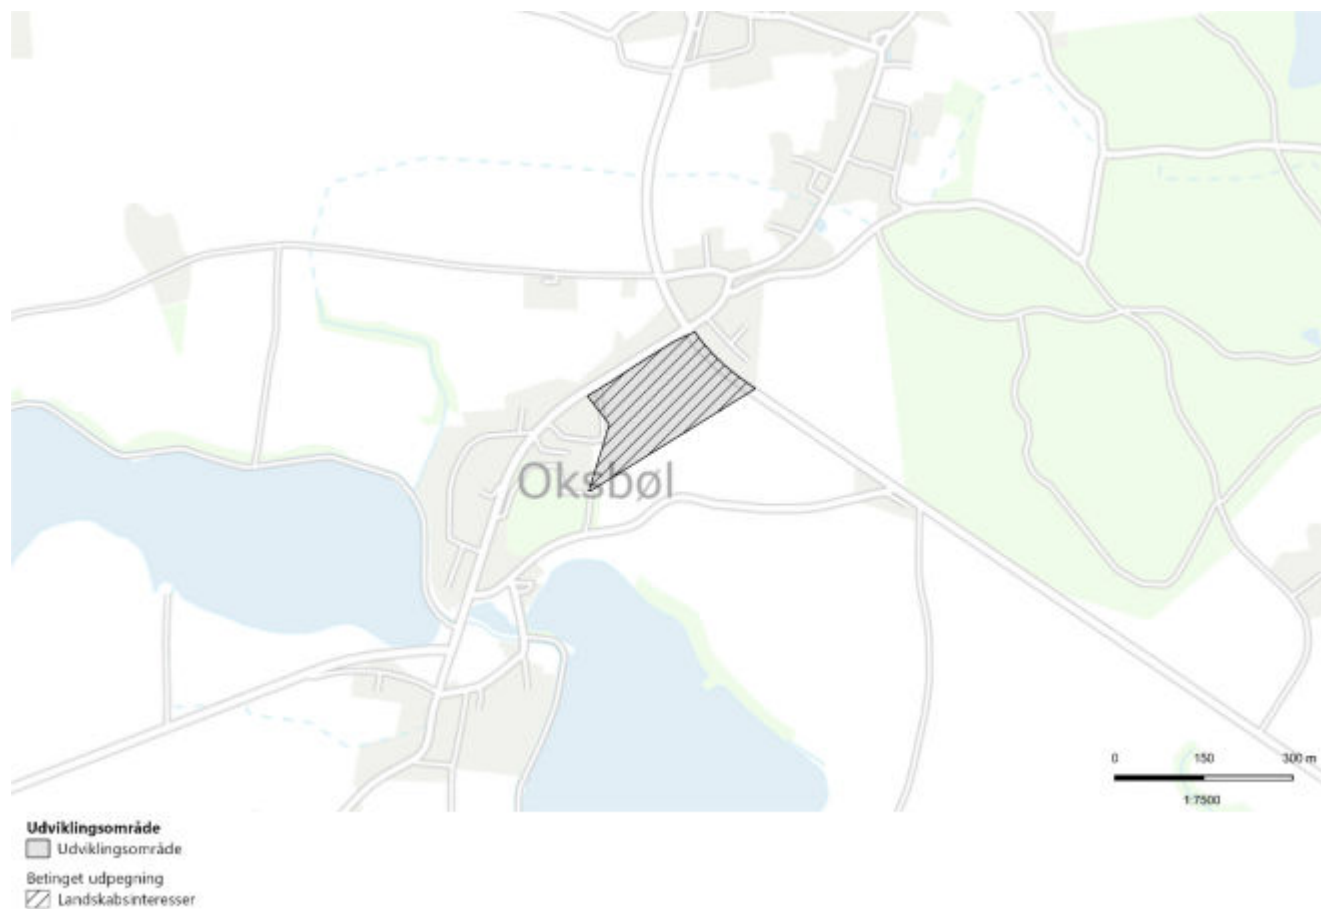 Oksbøl
0 150 300 m
1:7500
Udviklingsområde
Udviklingsområde
Betinget udpegning
Landskabsinteresser